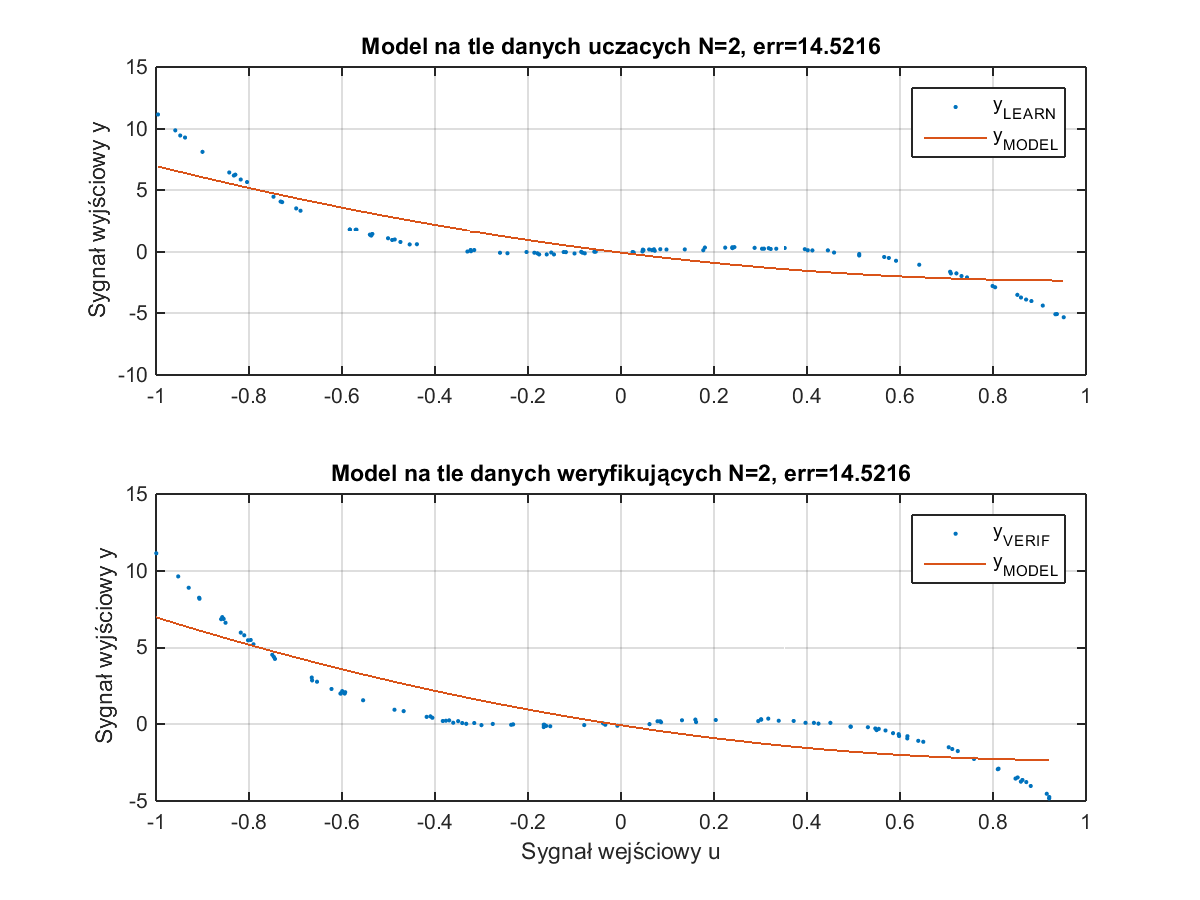 Model na tle danych uczacych N=2, err=14.5216
15
10
5
0
-5
-10
Sygnał wyjściowy y
y_LEARN
y_MODEL
-1 -0.8 -0.6 -0.4 -0.2 0 0.2 0.4 0.6 0.8 1
Model na tle danych weryfikujących N=2, err=14.5216
15
10
5
0
-5
Sygnał wyjściowy y
y_VERIF
y_MODEL
-1 -0.8 -0.6 -0.4 -0.2 0 0.2 0.4 0.6 0.8 1
Sygnał wejściowy u